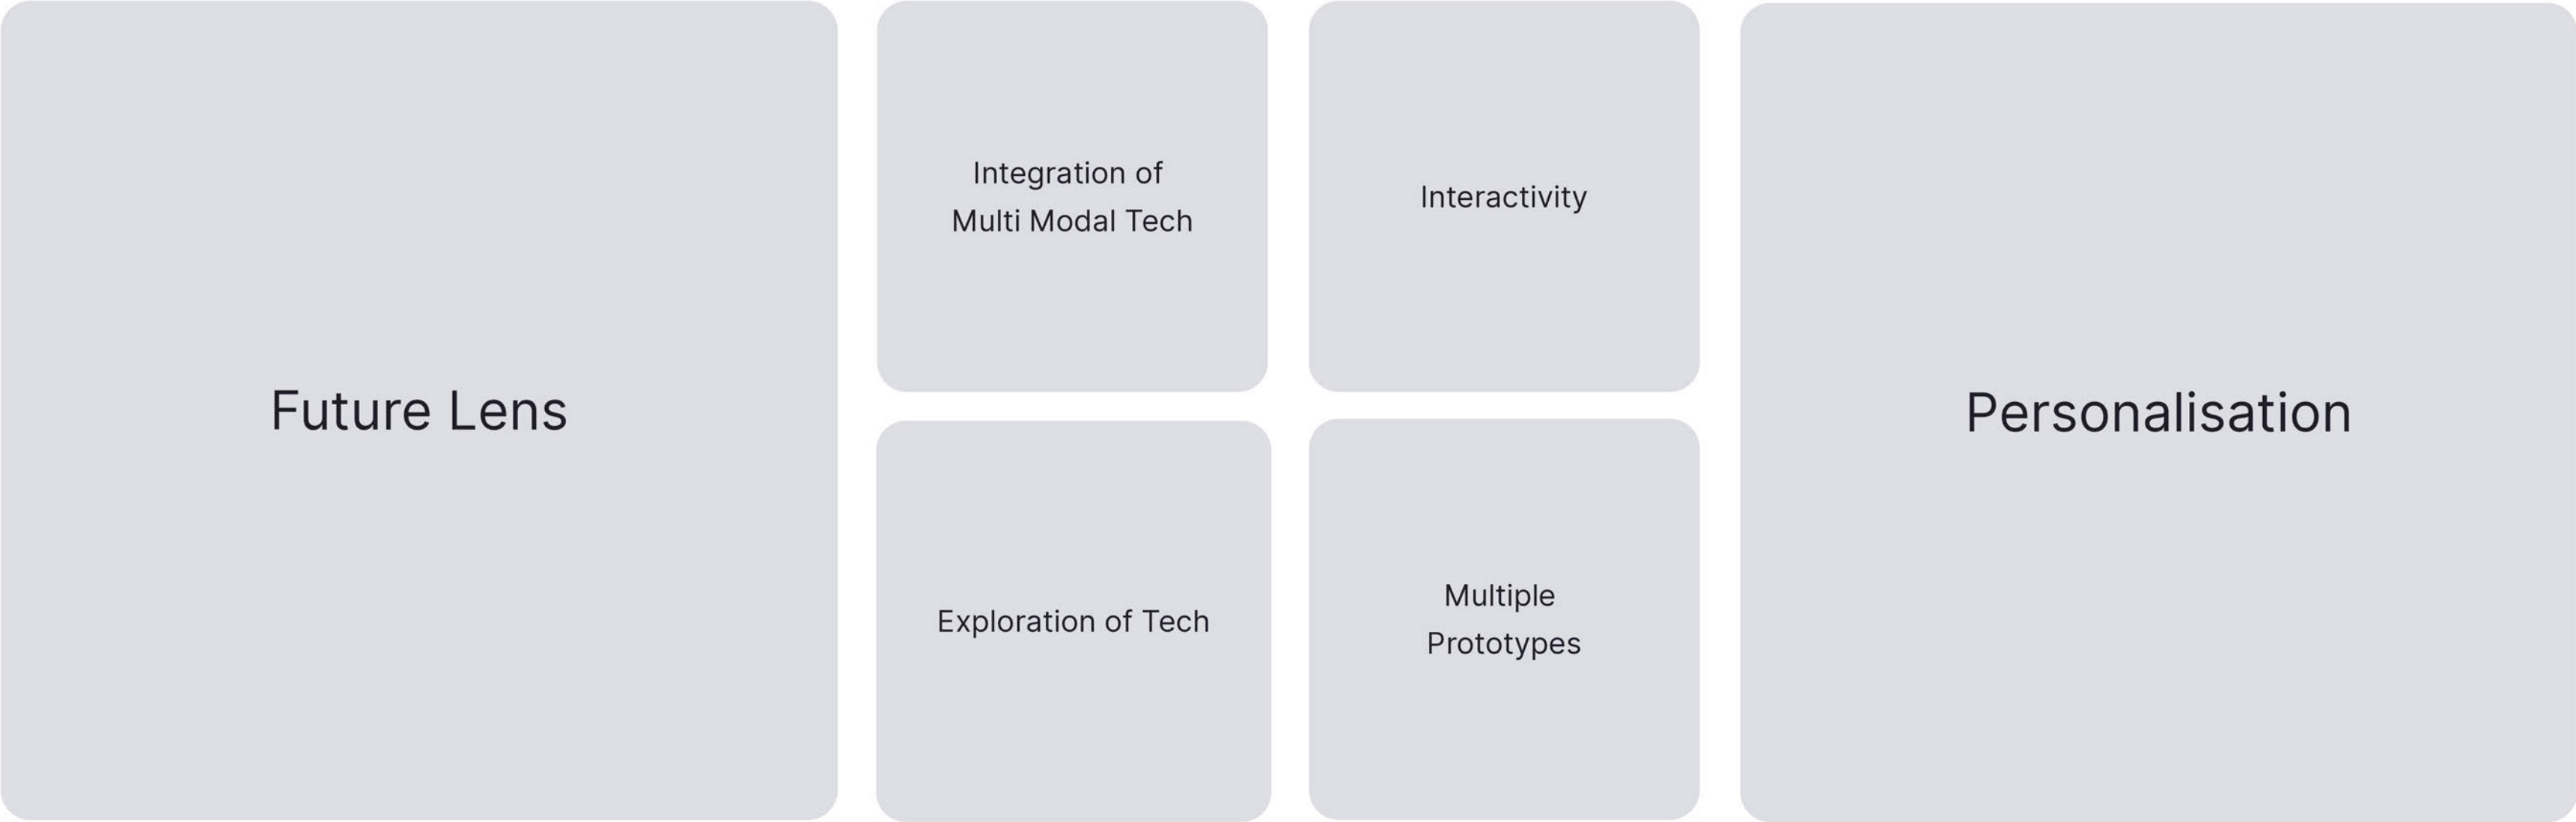 Future Lens
Integration of
Multi Modal Tech
Interactivity
Exploration of Tech
Multiple
Prototypes
Personalisation